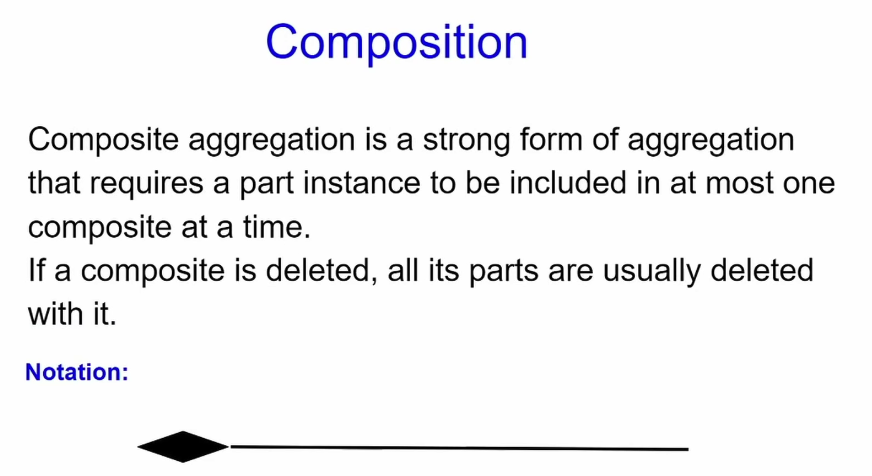 Composition
Composite aggregation is a strong form of aggregation
that requires a part instance to be included in at most one
composite at a time.
If a composite is deleted, all its parts are usually deleted
with it.
Notation: